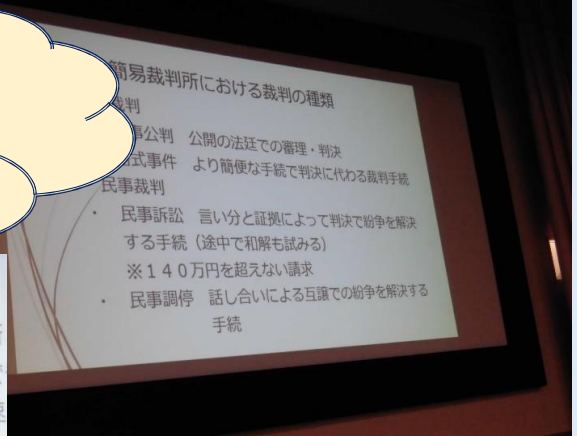 簡易裁判所における裁判の種類
裁判
事公判 公開の法廷での審理・判決
式事件 より簡便な手続で判決に代わる裁判手続
民事裁判
・ 民事訴訟 言い分と証拠によって判決で紛争を解決
する手続（途中で和解も試みる）
※１４０万円を超えない請求
・ 民事調停 話し合いによる互譲での紛争を解決する
手続